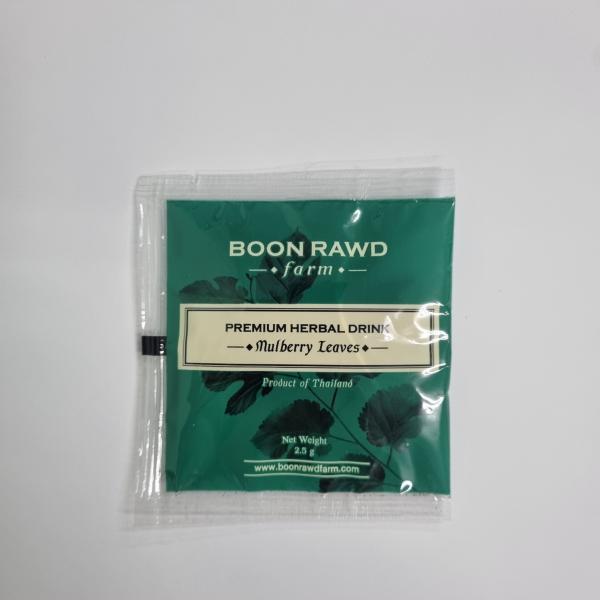 BOON RAWD
farm
PREMIUM HERBAL DRINK
Mulberry Leaves
Product of Thailand
Net Weight
2.5 g
www.boonrawdfarm.com